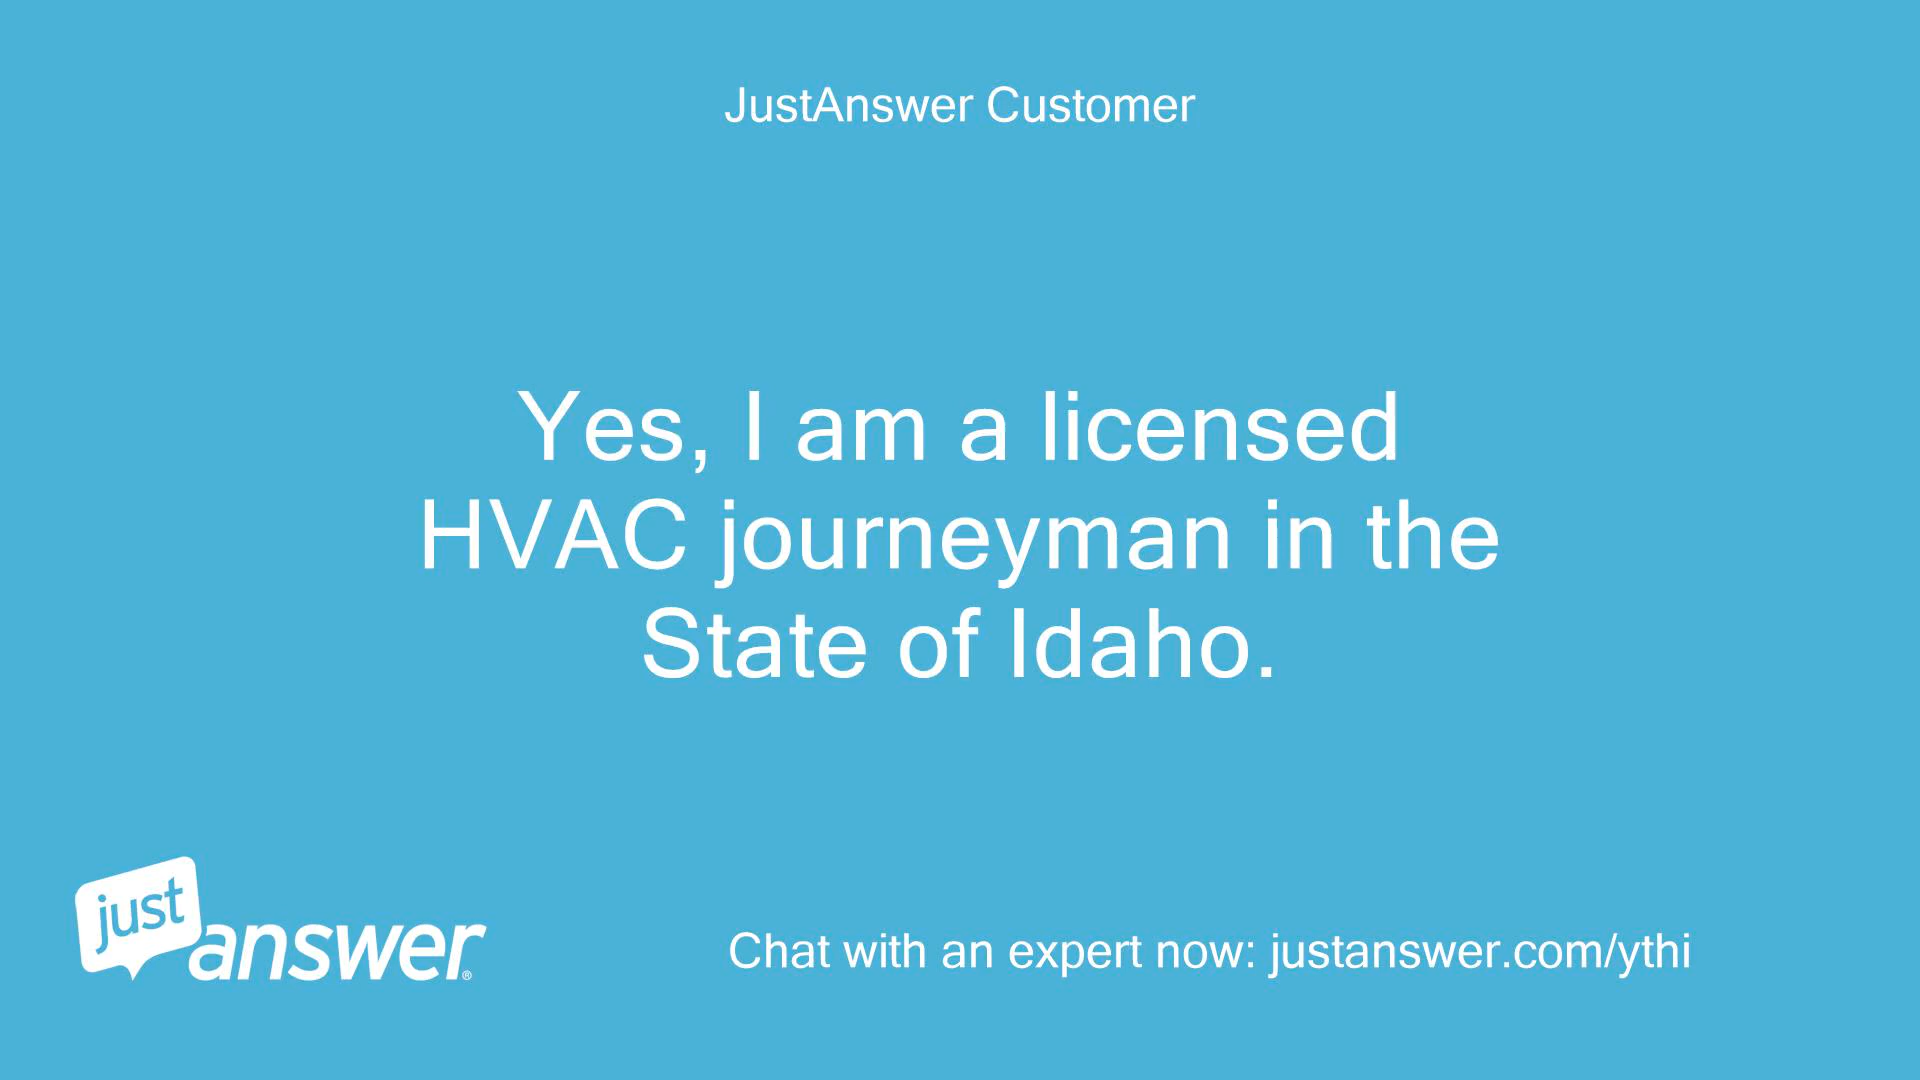 JustAnswer Customer
Yes, I am a licensed
HVAC journeyman in the
State of Idaho.
just
answer®
Chat with an expert now: justanswer.com/ythi